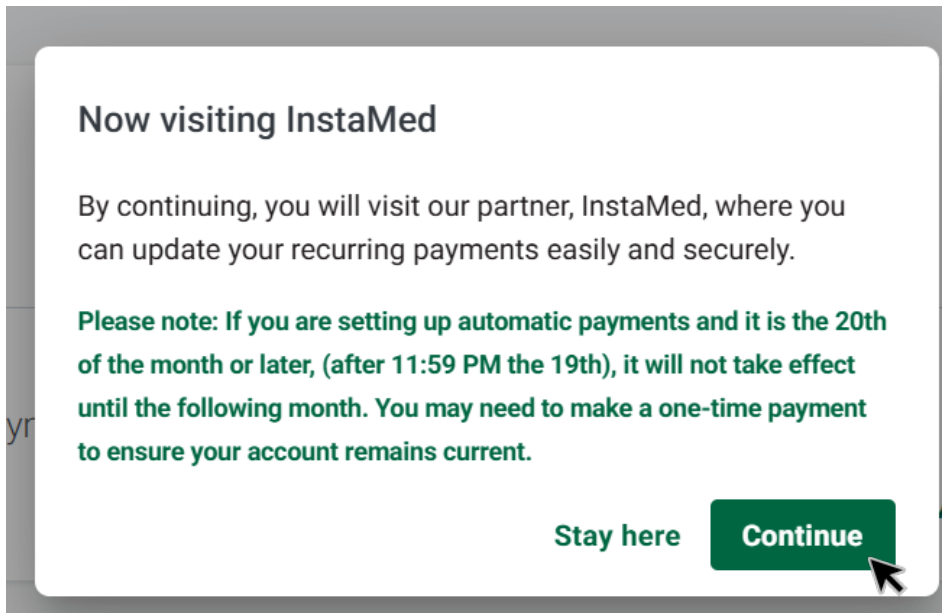 Now visiting InstaMed
By continuing, you will visit our partner, InstaMed, where you
can update your recurring payments easily and securely.
Please note: If you are setting up automatic payments and it is the 20th
of the month or later, (after 11:59 PM the 19th), it will not take effect
until the following month. You may need to make a one-time payment
to ensure your account remains current.
Stay here
Continue